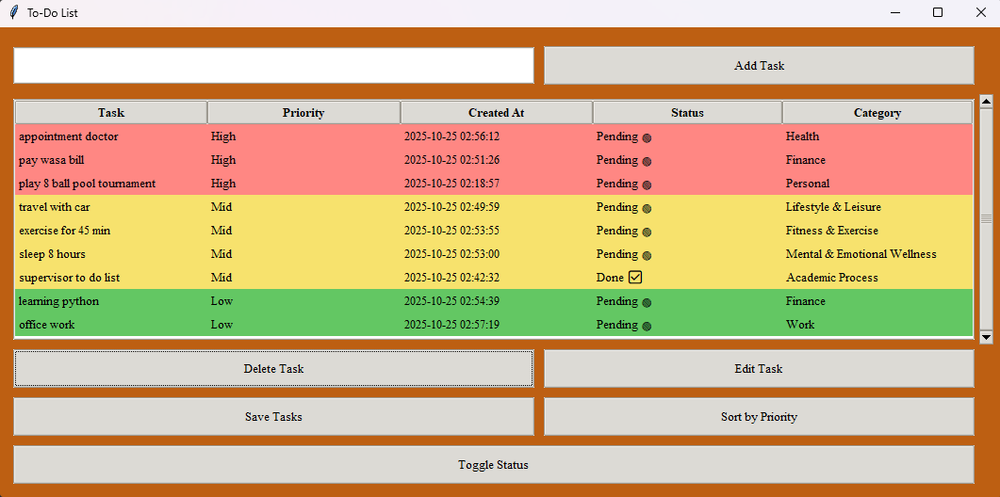 To-Do List
Add Task
Task Priority Created At Status Category
appointment doctor High 2025-10-25 02:56:12 Pending Health
pay wasa bill High 2025-10-25 02:51:26 Pending Finance
play 8 ball pool tournament High 2025-10-25 02:18:57 Pending Personal
travel with car Mid 2025-10-25 02:49:59 Pending Lifestyle & Leisure
exercise for 45 min Mid 2025-10-25 02:53:55 Pending Fitness & Exercise
sleep 8 hours Mid 2025-10-25 02:53:00 Pending Mental & Emotional Wellness
supervisor to do list Mid 2025-10-25 02:42:32 Done ☑ Academic Process
learning python Low 2025-10-25 02:54:39 Pending Finance
office work Low 2025-10-25 02:57:19 Pending Work
Delete Task Edit Task
Save Tasks Sort by Priority
Toggle Status